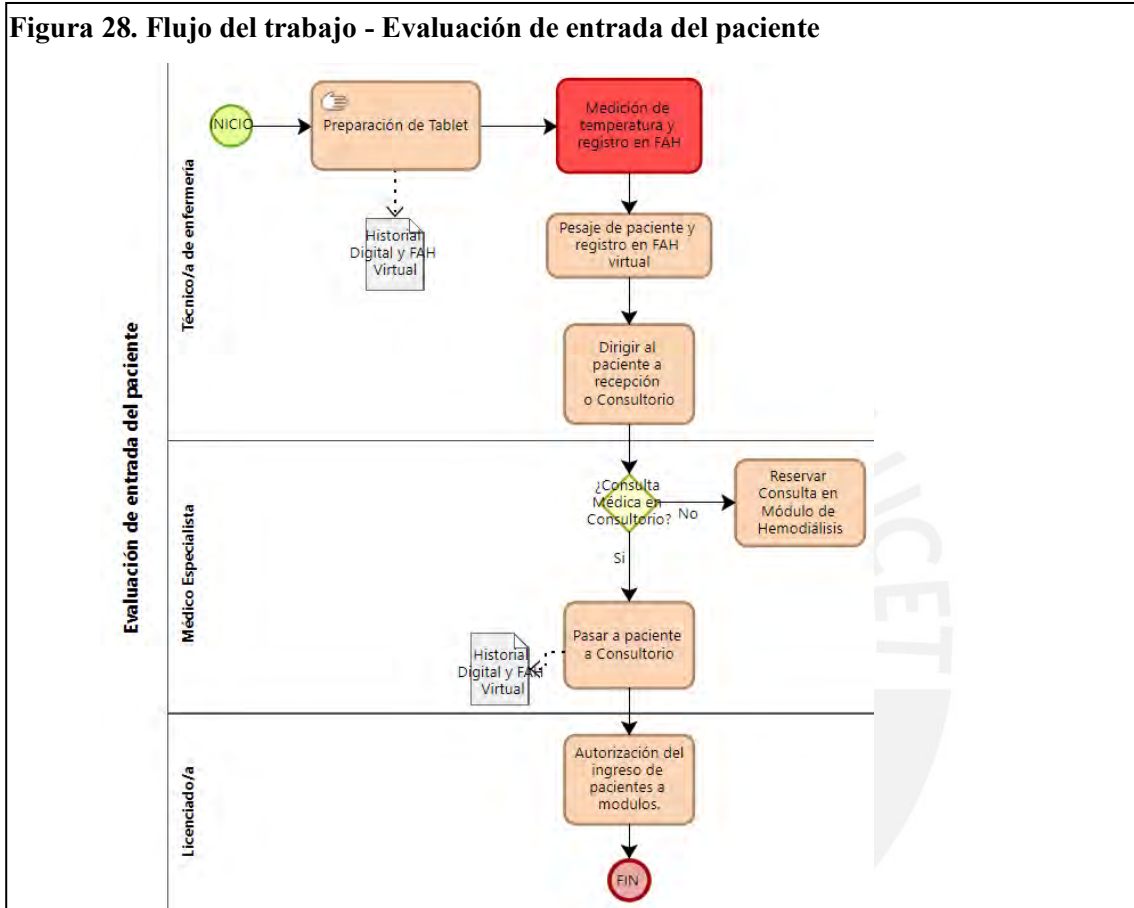 Figura 28. Flujo del trabajo - Evaluación de entrada del paciente
Evaluación de entrada del paciente
Técnico/a de enfermería
INICIO
Preparación de Tablet
Medición de
temperatura y
registro en FAH
Historial
Digital y FAH
Virtual
Pesaje de paciente y
registro en FAH
virtual
Dirigir al
paciente a
recepción
o Consultorio
Médico Especialista
¿Consulta
Médica en
Consultorio?
No
Reservar
Consulta en
Módulo de
Hemodiálisis
Si
Pasar a paciente
a Consultorio
Historial
Digital y FAH
Virtual
Licenciado/a
Autorización del
ingreso de
pacientes a
modulos.
FIN